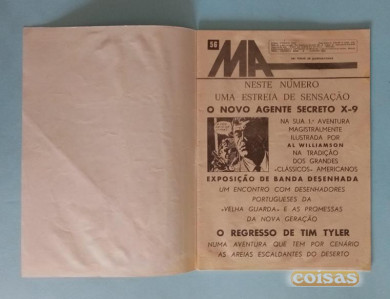 56
MA
NESTE NÚMERO
UMA ESTREIA DE SENSAÇÃO
O NOVO AGENTE SECRETO X-9
NA SUA 1.ª AVENTURA
MAGISTRALMENTE
ILUSTRADA POR
AL WILLIAMSON
NA TRADIÇÃO
DOS GRANDES
«CLÁSSICOS» AMERICANOS
EXPOSIÇÃO DE BANDA DESENHADA
UM ENCONTRO COM DESENHADORES
PORTUGUESES DA
«VELHA GUARDA» E AS PROMESSAS
DA NOVA GERAÇÃO
O REGRESSO DE TIM TYLER
NUMA AVENTURA QUE TEM POR CENÁRIO
AS AREIAS ESCALDANTES DO DESERTO
coisas